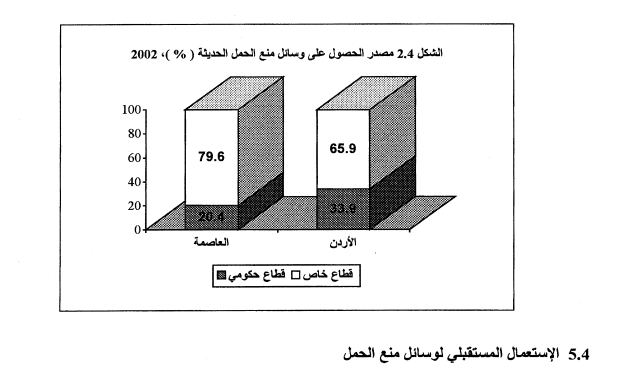 الشكل 2.4 مصدر الحصول على وسائل منع الحمل الحديثة ( % )، 2002
100
80
60
40
20
0
79.6
20.4
65.9
33.9
العاصمة
الأردن
قطاع خاص
قطاع حكومي
5.4 الإستعمال المستقبلي لوسائل منع الحمل